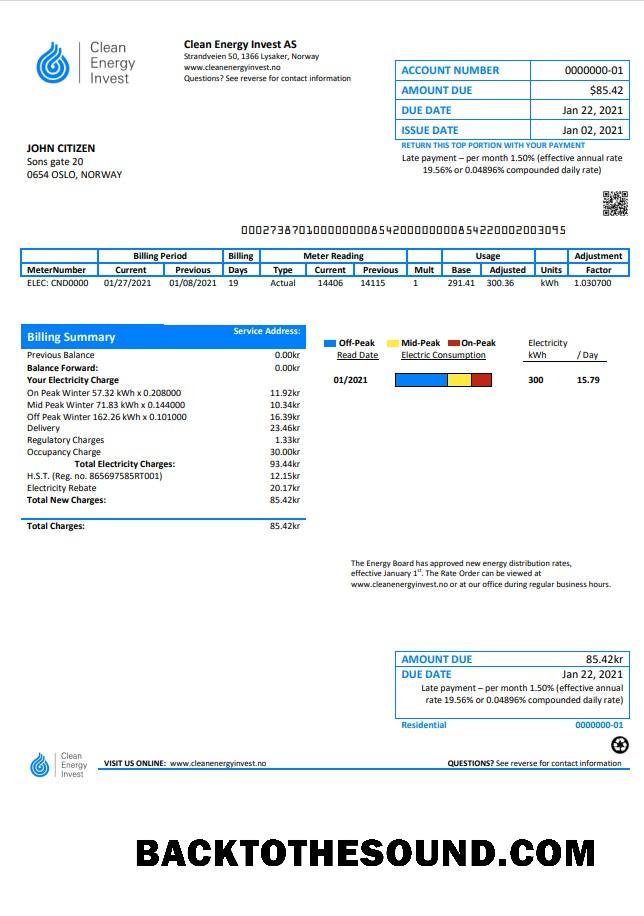 Clean
Energy
Invest
Clean Energy Invest AS
Strandveien 50, 1366 Lysaker, Norway
www.cleanenergyinvest.no
Questions? See reverse for contact information
ACCOUNT NUMBER 0000000-01
AMOUNT DUE $85.42
DUE DATE Jan 22, 2021
ISSUE DATE Jan 02, 2021
RETURN THIS TOP PORTION WITH YOUR PAYMENT
Late payment – per month 1.50% (effective annual rate
19.56% or 0.04896% compounded daily rate)
JOHN CITIZEN
Sons gate 20
0654 OSLO, NORWAY
000273870100000000854200000000854220002003095
Billing Period Billing Meter Reading Usage Adjustment
MeterNumber Current Previous Days Type Current Previous Mult Base Adjusted Units Factor
ELEC: CND0000 01/27/2021 01/08/2021 19 Actual 14406 14115 1 291.41 300.36 kWh 1.030700
Billing Summary Service Address:
Previous Balance 0.00kr
Balance Forward: 0.00kr
Your Electricity Charge
On Peak Winter 57.32 kWh x 0.208000 11.92kr
Mid Peak Winter 71.83 kWh x 0.144000 10.34kr
Off Peak Winter 162.26 kWh x 0.101000 16.39kr
Delivery 23.46kr
Regulatory Charges 1.33kr
Occupancy Charge 30.00kr
Total Electricity Charges: 93.44kr
H.S.T. (Reg. no. 865697585RT001) 12.15kr
Electricity Rebate 20.17kr
Total New Charges: 85.42kr
Total Charges: 85.42kr
Off-Peak Mid-Peak On-Peak Electricity
Read Date Electric Consumption kWh / Day
01/2021 300 15.79
The Energy Board has approved new energy distribution rates,
effective January 1st. The Rate Order can be viewed at
www.cleanenergyinvest.no or at our office during regular business hours.
AMOUNT DUE 85.42kr
DUE DATE Jan 22, 2021
Late payment – per month 1.50% (effective annual
rate 19.56% or 0.04896% compounded daily rate)
Residential 0000000-01
Clean
Energy
Invest
VISIT US ONLINE: www.cleanenergyinvest.no QUESTIONS? See reverse for contact information
BACKTOTHESOUND.COM